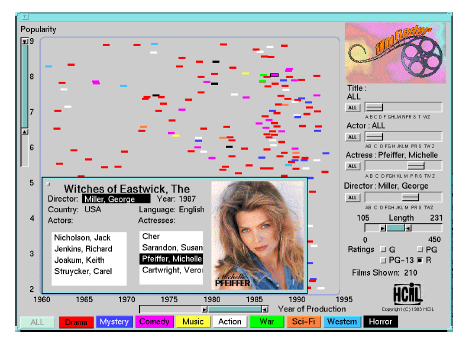 Popularity
9
8
7
6
5
4
3
2
1
1960 1965 1970 1975 1980 1985 1990 1995
Year of Production
Witches of Eastwick, The
Director: Miller, George Year: 1987
Country: USA Language: English
Actors: Actresses:
Nicholson, Jack
Jenkins, Richard
Joakum, Keith
Struycker, Carel
Cher
Sarandon, Susan
Pfeiffer, Michelle
Cartwright, Vero
Michelle
PFEIFFER
FilmFinder
Title :
ALL
ALL
A B C D F G H L M N P R S T W Z
Actor : ALL
ALL
A B C D F G H J K L M P R S T W Z
Actress : Pfeiffer, Michelle
ALL
A B C D F G H J K L M P R S T W Z
Director : Miller, George
ALL
A B C D F G H J K L M P R S T W Z
105 Length 231
0 450
Ratings G PG
PG-13 R
Films Shown: 210
HCIL
Copyright (C) 1993 HCIL
ALL Drama Mystery Comedy Music Action War Sci-Fi Western Horror